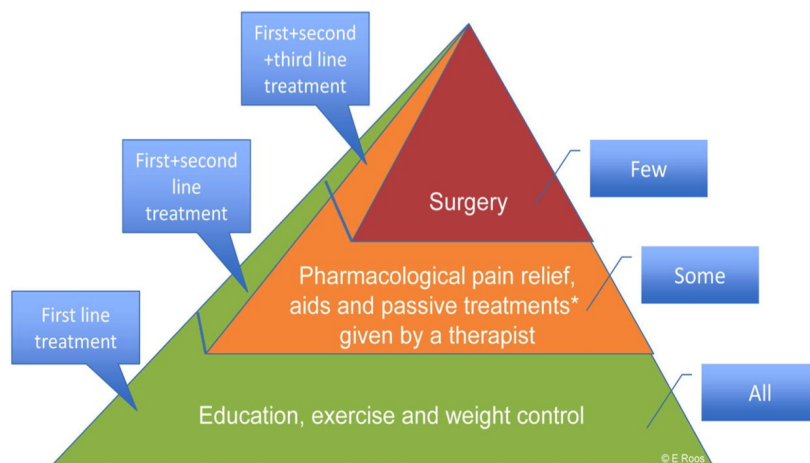 First+second
+third line
treatment
First+second
line
treatment
First line
treatment
Surgery
Few
Pharmacological pain relief,
aids and passive treatments*
given by a therapist
Some
Education, exercise and weight control
All
© E Roos